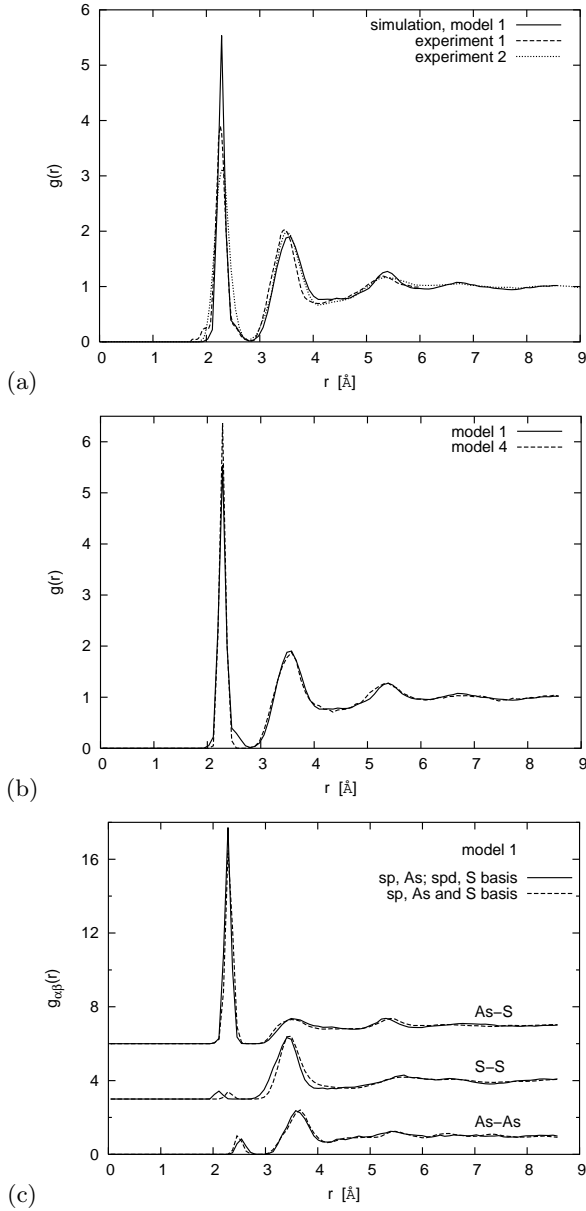 6
5
4
3
2
1
0
g(r)
simulation, model 1
experiment 1
experiment 2
0 1 2 3 4 5 6 7 8 9
r [Å]
(a)
6
5
4
3
2
1
0
g(r)
model 1
model 4
0 1 2 3 4 5 6 7 8 9
r [Å]
(b)
16
12
8
4
0
gαβ(r)
model 1
sp, As; spd, S basis
sp, As and S basis
As−S
S−S
As−As
0 1 2 3 4 5 6 7 8 9
r [Å]
(c)